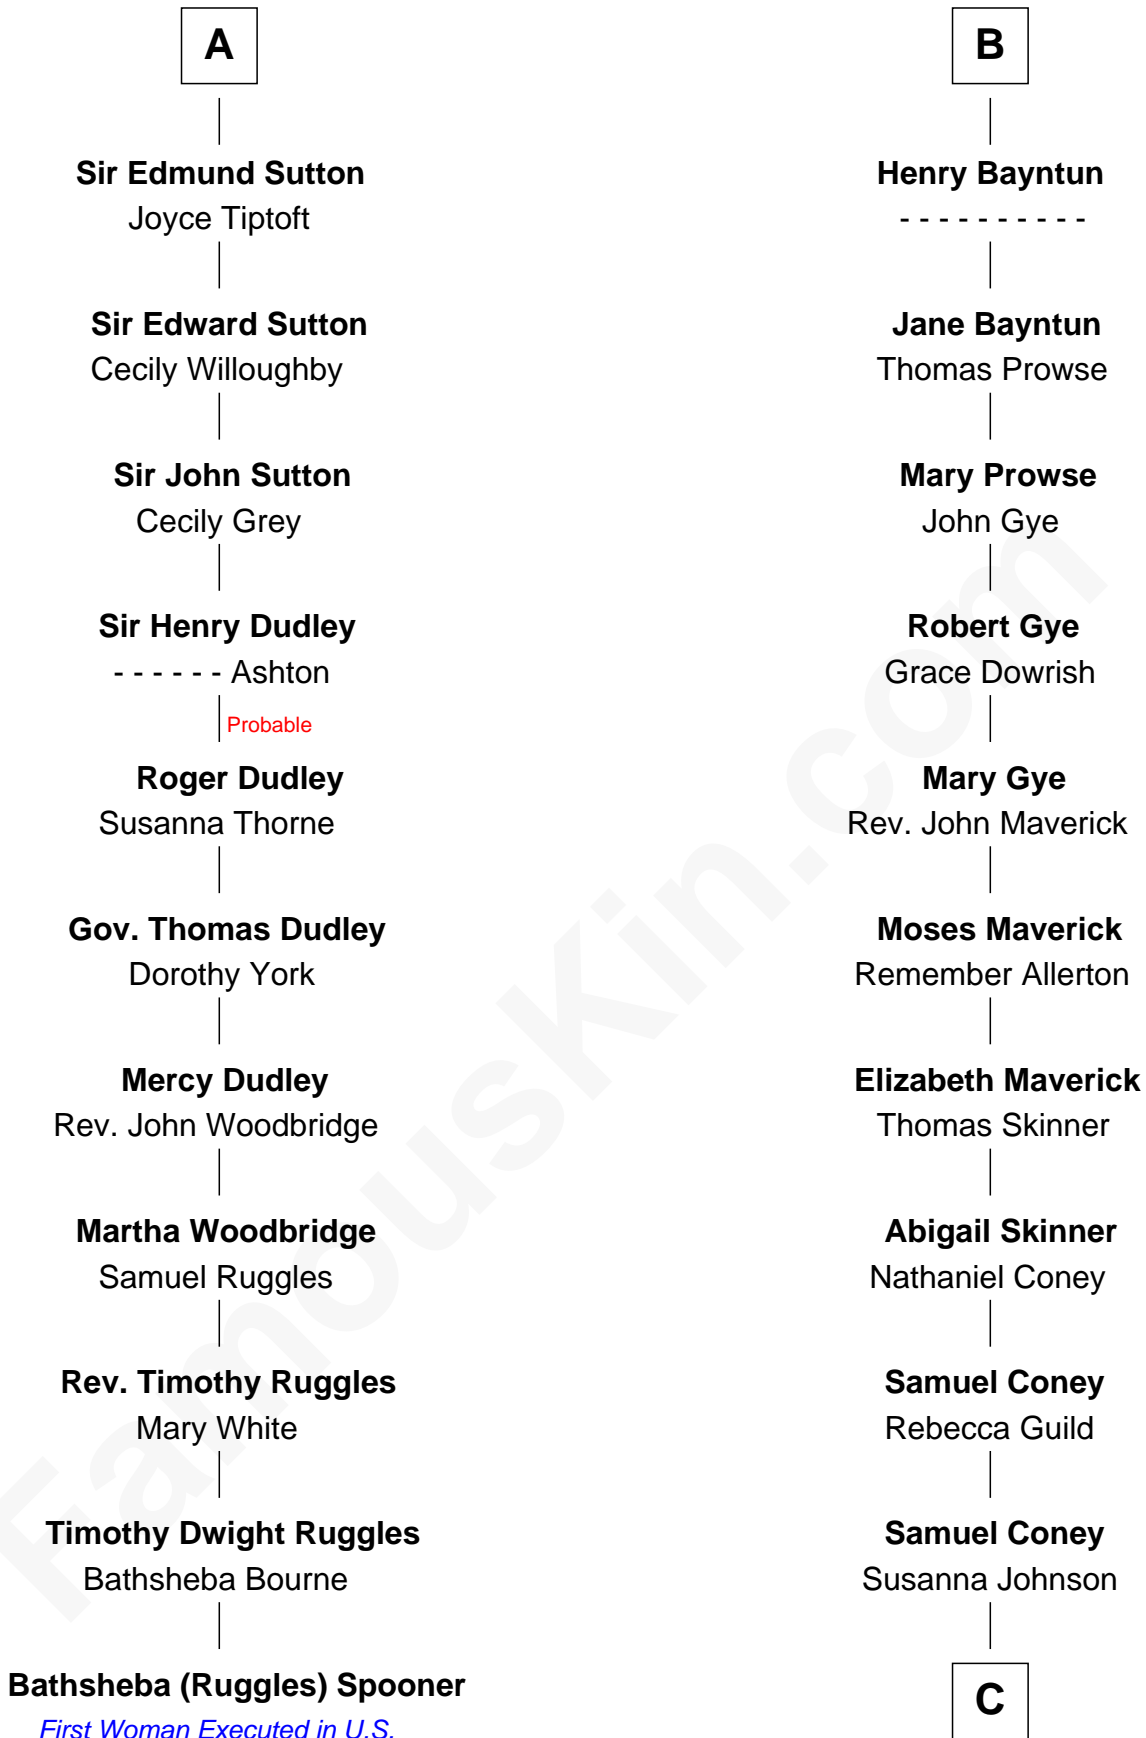 A
Sir Edmund Sutton
Joyce Tiptoft
Sir Edward Sutton
Cecily Willoughby
Sir John Sutton
Cecily Grey
Sir Henry Dudley
- - - - - - Ashton
Probable
Roger Dudley
Susanna Thorne
Gov. Thomas Dudley
Dorothy York
Mercy Dudley
Rev. John Woodbridge
Martha Woodbridge
Samuel Ruggles
Rev. Timothy Ruggles
Mary White
Timothy Dwight Ruggles
Bathsheba Bourne
Bathsheba (Ruggles) Spooner
First Woman Executed in U.S.
B
Henry Bayntun
- - - - - - - - - -
Jane Bayntun
Thomas Prowse
Mary Prowse
John Gye
Robert Gye
Grace Dowrish
Mary Gye
Rev. John Maverick
Moses Maverick
Remember Allerton
Elizabeth Maverick
Thomas Skinner
Abigail Skinner
Nathaniel Coney
Samuel Coney
Rebecca Guild
Samuel Coney
Susanna Johnson
C
FamousKin.com